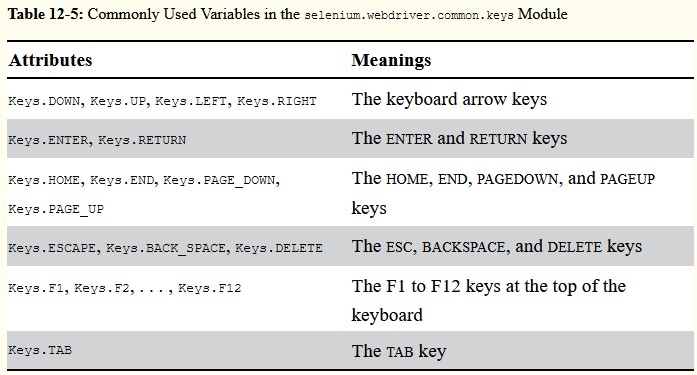 Table 12-5: Commonly Used Variables in the selenium.webdriver.common.keys Module
Attributes Meanings
Keys.DOWN, Keys.UP, Keys.LEFT, Keys.RIGHT The keyboard arrow keys
Keys.ENTER, Keys.RETURN The ENTER and RETURN keys
Keys.HOME, Keys.END, Keys.PAGE_DOWN,
Keys.PAGE_UP
The HOME, END, PAGEDOWN, and PAGEUP
keys
Keys.ESCAPE, Keys.BACK_SPACE, Keys.DELETE The ESC, BACKSPACE, and DELETE keys
Keys.F1, Keys.F2, . . . , Keys.F12 The F1 to F12 keys at the top of the
keyboard
Keys.TAB The TAB key